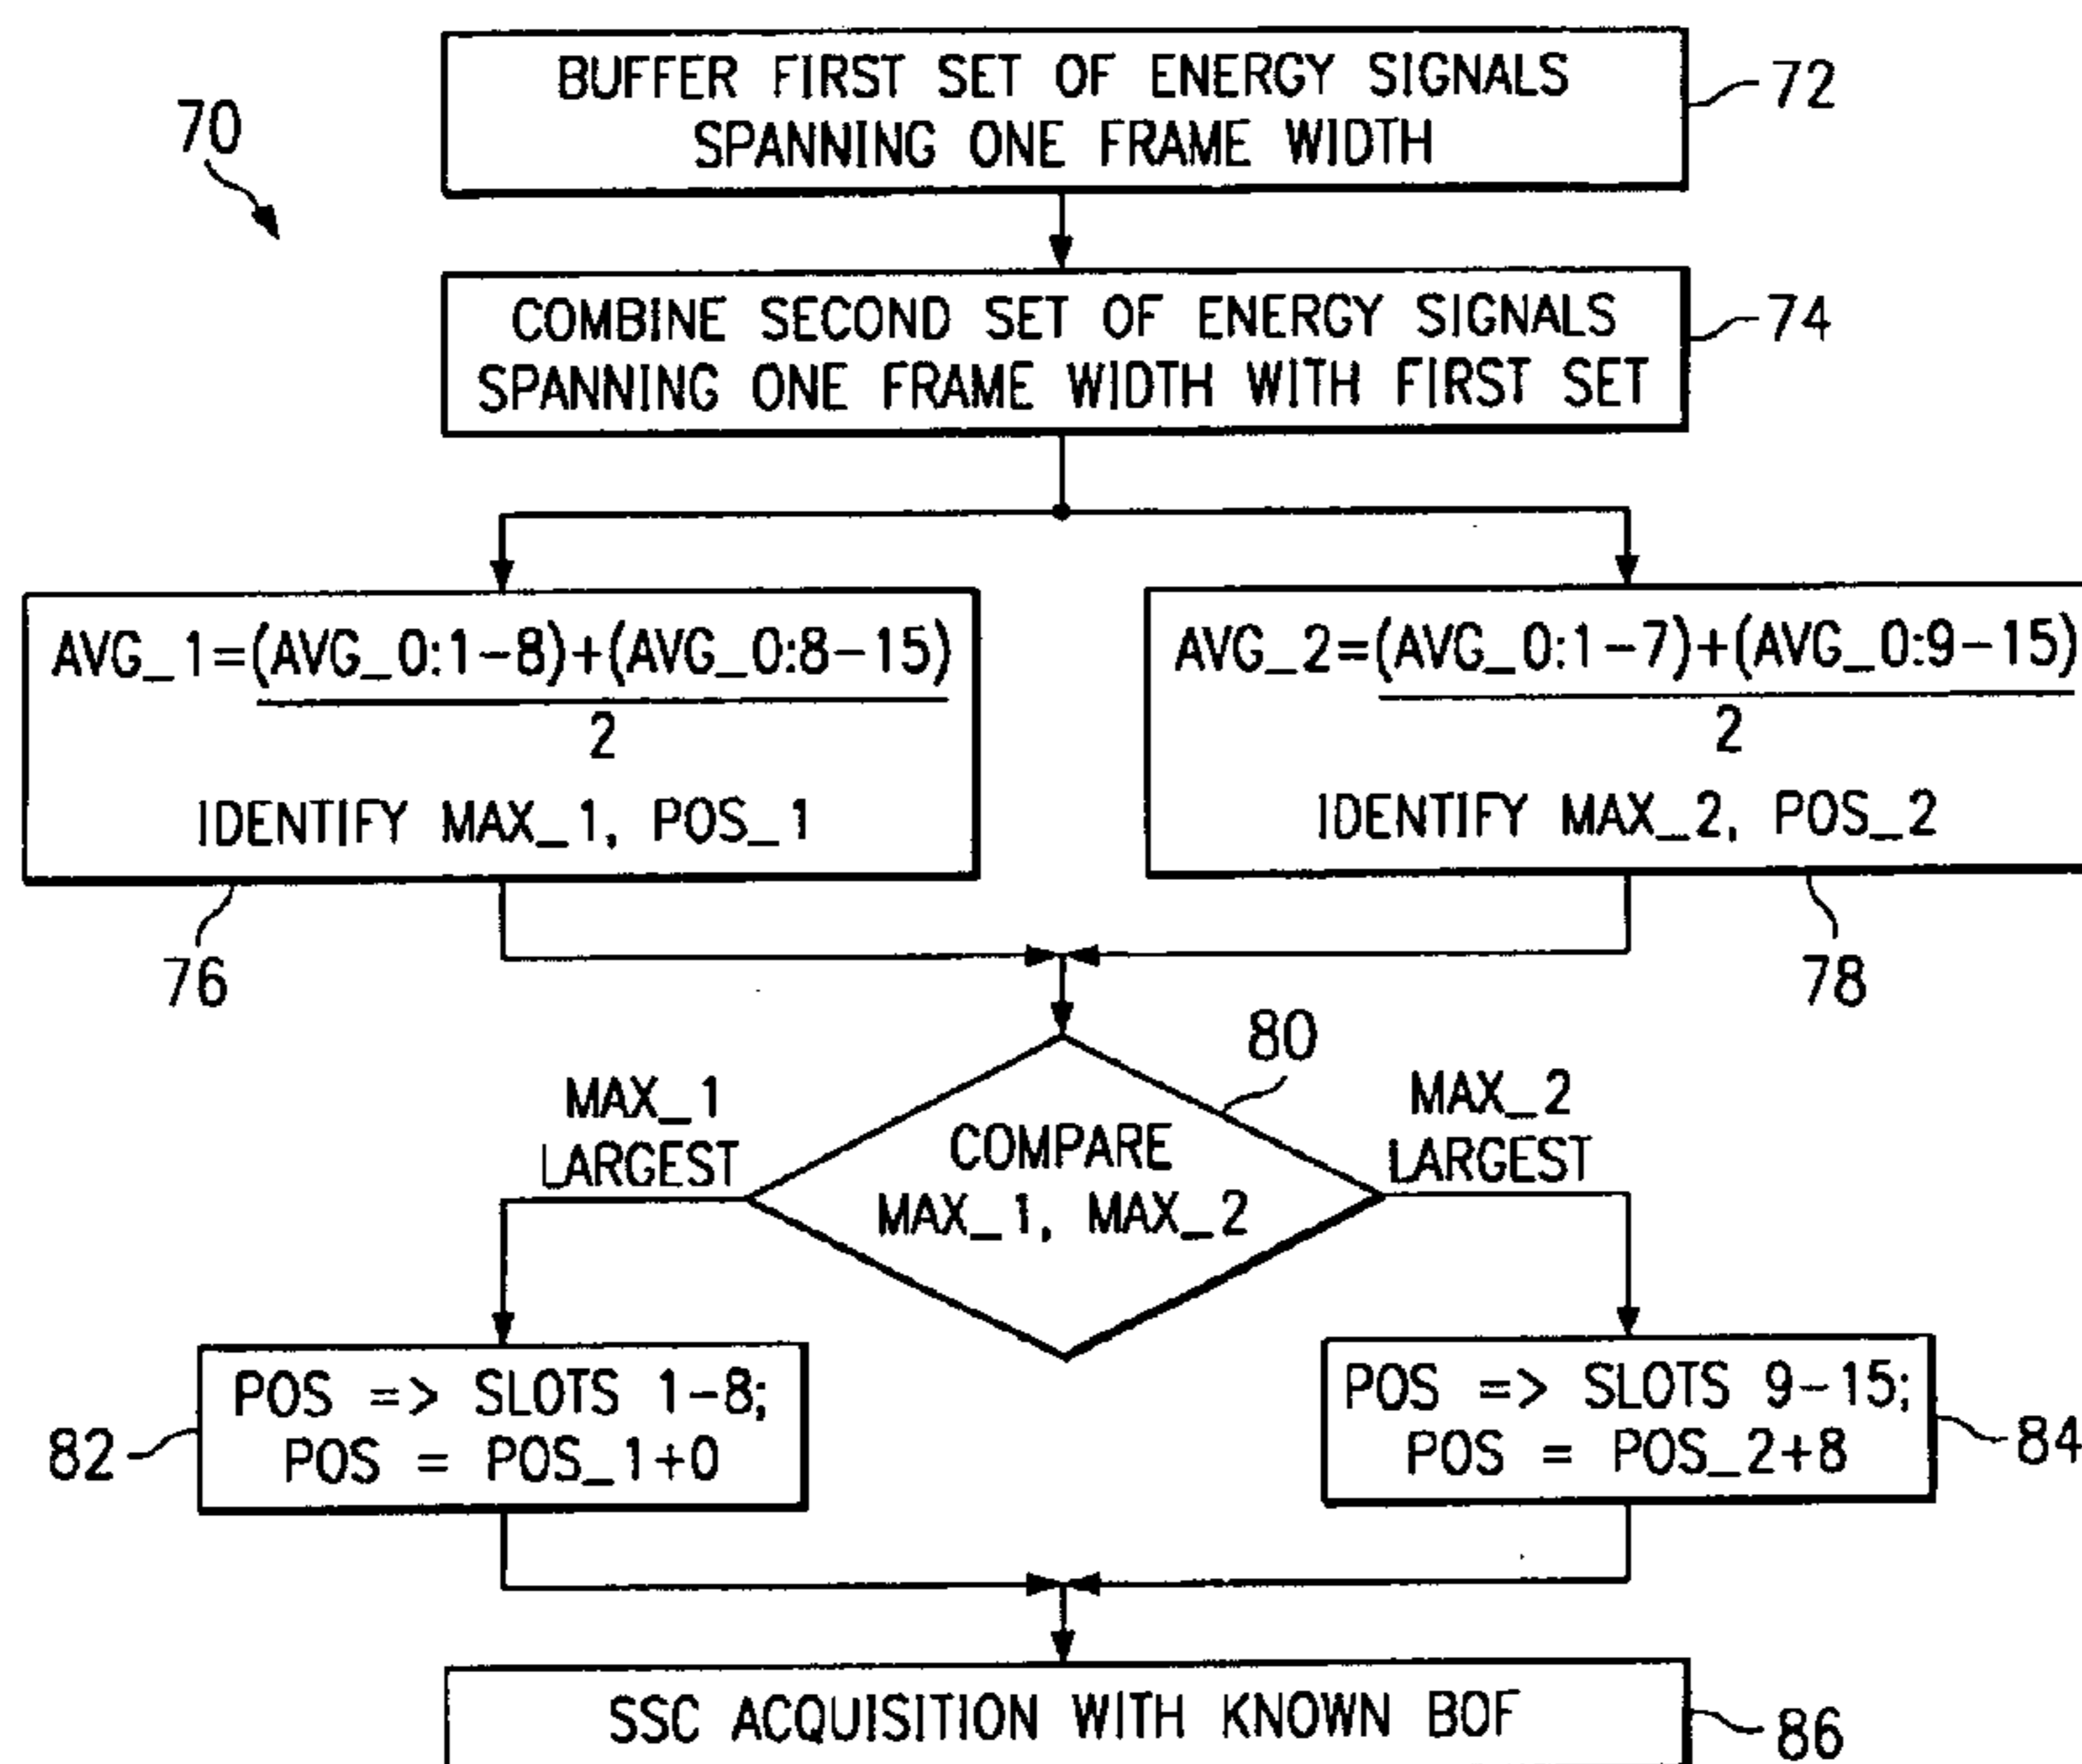 70
BUFFER FIRST SET OF ENERGY SIGNALS
SPANNING ONE FRAME WIDTH
72
COMBINE SECOND SET OF ENERGY SIGNALS
SPANNING ONE FRAME WIDTH WITH FIRST SET
74
AVG_1=(AVG_0:1-8)+(AVG_0:8-15)
2
IDENTIFY MAX_1, POS_1
76
AVG_2=(AVG_0:1-7)+(AVG_0:9-15)
2
IDENTIFY MAX_2, POS_2
78
80
MAX_1
LARGEST
COMPARE
MAX_1, MAX_2
MAX_2
LARGEST
POS => SLOTS 1-8;
POS = POS_1+0
82
POS => SLOTS 9-15;
POS = POS_2+8
84
SSC ACQUISITION WITH KNOWN BOF
86